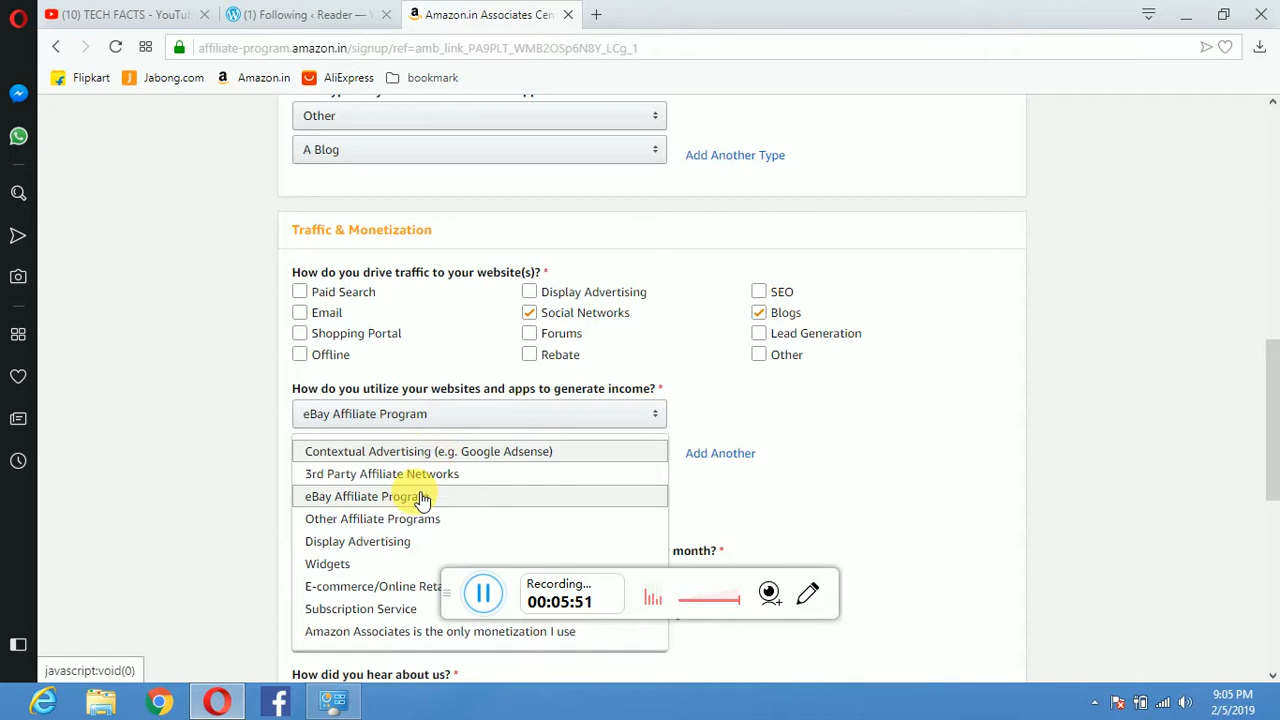 (10) TECH FACTS - YouTu
(1) Following ‹ Reader — W
Amazon.in Associates Cen
affiliate-program.amazon.in/signup/ref=amb_link_PA9PLT_WMB2OSp6N8Y_LCg_1
Flipkart
Jabong.com
Amazon.in
AliExpress
bookmark
Other
A Blog
Add Another Type
Traffic & Monetization
How do you drive traffic to your website(s)? *
Paid Search
Display Advertising
SEO
Email
Social Networks
Blogs
Shopping Portal
Forums
Lead Generation
Offline
Rebate
Other
How do you utilize your websites and apps to generate income? *
eBay Affiliate Program
Contextual Advertising (e.g. Google Adsense)
Add Another
3rd Party Affiliate Networks
eBay Affiliate Program
Other Affiliate Programs
Display Advertising
month? *
Widgets
E-commerce/Online Reta
Recording...
00:05:51
Subscription Service
Amazon Associates is the only monetization I use
javascript:void(0)
How did you hear about us? *
9:05 PM
2/5/2019